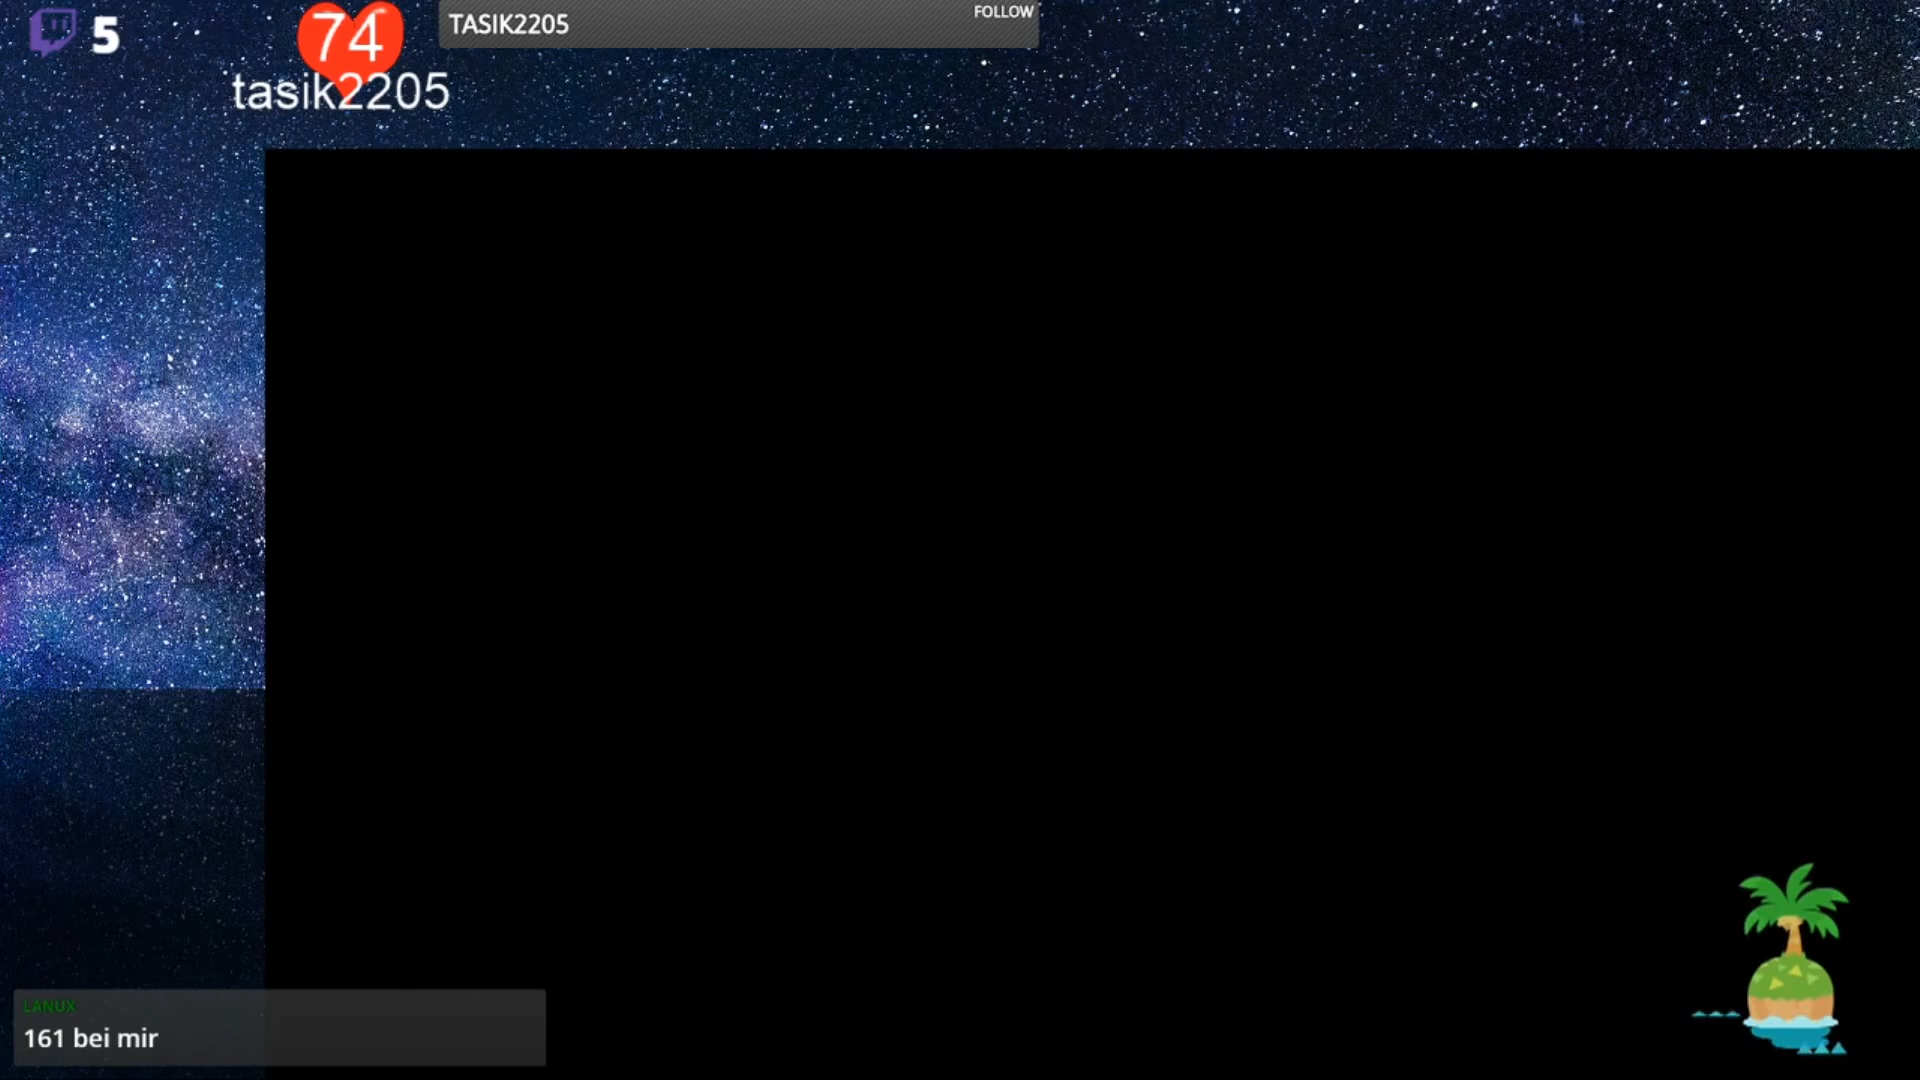 5
74
tasik2205
TASIK2205
FOLLOW
LANUX
161 bei mir